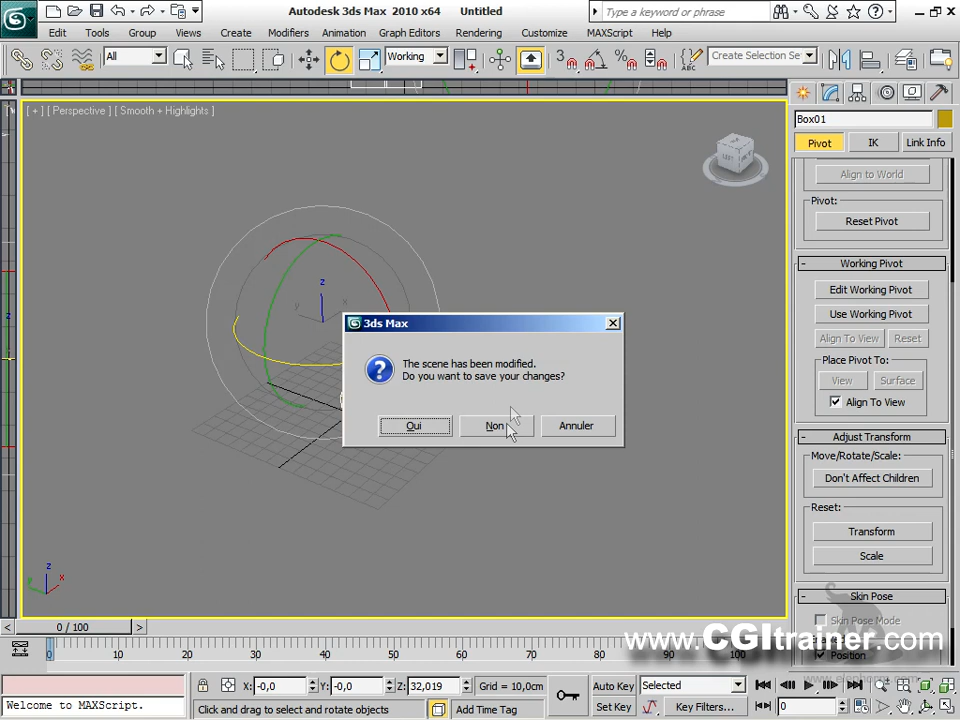 Autodesk 3ds Max  2010 x64    Untitled
Type a keyword or phrase
Edit Tools Group Views Create Modifiers Animation Graph Editors Rendering Customize MAXScript Help
All Working Create Selection Se
[ + ] [ Perspective ] [ Smooth + Highlights ]
Box01
Pivot IK Link Info
Align to World
Pivot:
Reset Pivot
Working Pivot
Edit Working Pivot
Use Working Pivot
Align To View Reset
Place Pivot To:
View Surface
Align To View
Adjust Transform
Move/Rotate/Scale:
Don't Affect Children
Reset:
Transform
Scale
Skin Pose
Skin Pose Mode
Position
3ds Max
The scene has been modified.
Do you want to save your changes?
Oui Non Annuler
z
y x
z
y x
www.CGItrainer.com
< 0 / 100 >
0 10 20 30 40 50 60 70 80 90 100
X: -0,0 Y: -0,0 Z: 32,019 Grid = 10,0cm Auto Key Selected
Welcome to MAXScript. Click and drag to select and rotate objects Add Time Tag Set Key Key Filters... 0